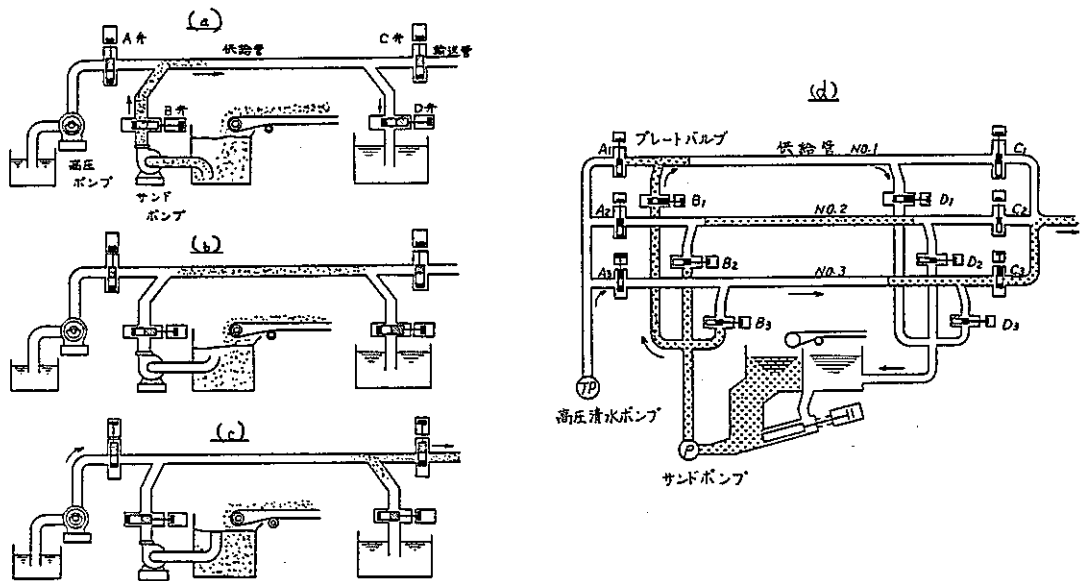 (a)
A弁
供給管
C弁
輸送管
B弁
D弁
高圧
ポンプ
サンド
ポンプ
(b)
(c)
(d)
プレートバルブ
供給管
NO.1
A1
C1
B1
D1
A2
NO.2
C2
B2
D2
A3
NO.3
C3
B3
D3
TP
高圧清水ポンプ
P
サンドポンプ